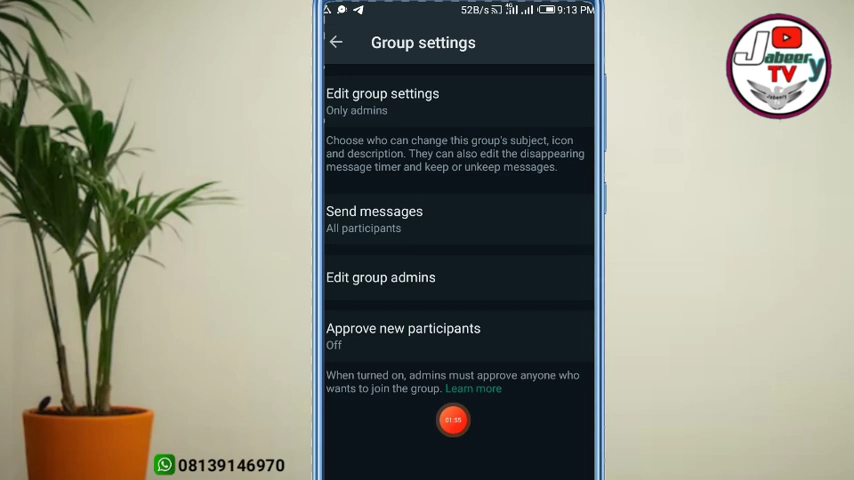 52B/s 4G 9:13 PM
Group settings
Edit group settings
Only admins
Choose who can change this group's subject, icon
and description. They can also edit the disappearing
message timer and keep or unkeep messages.
Send messages
All participants
Edit group admins
Approve new participants
Off
When turned on, admins must approve anyone who
wants to join the group. Learn more
01:55
Jabeery
TV
08139146970